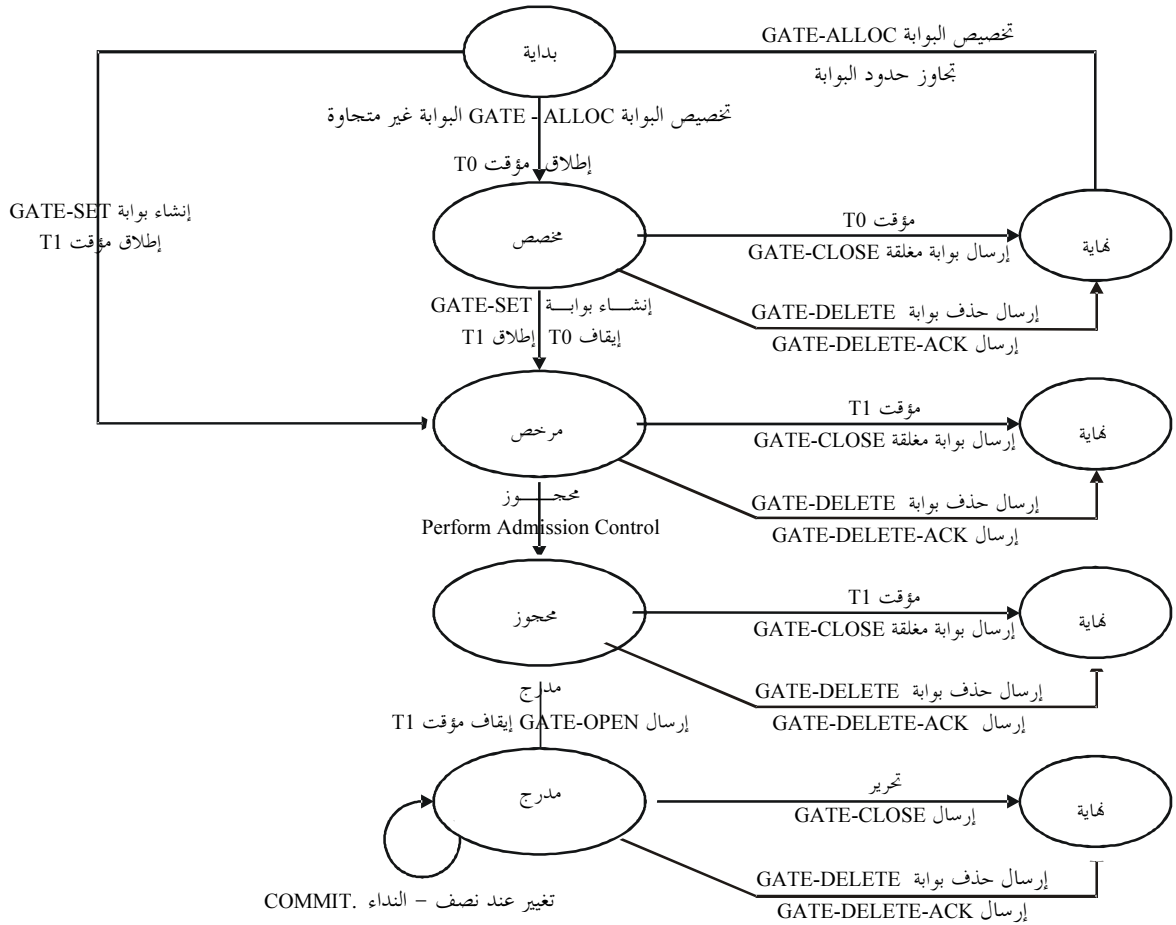 بداية
تخصيص البوابة GATE-ALLOC
تجاوز حدود البوابة
تخصيص البوابة GATE - ALLOC البوابة غير متجاوة
إطلاق مؤقت T0
إنشاء بوابة GATE-SET
إطلاق مؤقت T1
مخصص
مؤقت T0
إرسال بوابة مغلقة GATE-CLOSE
نهاية
إرسال حذف بوابة GATE-DELETE
إرسال GATE-DELETE-ACK
إنشـــاء بوابـــة GATE-SET
إيقاف T0 إطلاق T1
مرخص
مؤقت T1
إرسال بوابة مغلقة GATE-CLOSE
نهاية
إرسال حذف بوابة GATE-DELETE
إرسال GATE-DELETE-ACK
محجـــــوز
Perform Admission Control
محجوز
مؤقت T1
إرسال بوابة مغلقة GATE-CLOSE
نهاية
إرسال حذف بوابة GATE-DELETE
إرسال GATE-DELETE-ACK
مدرج
إرسال GATE-OPEN إيقاف مؤقت T1
مدرج
تحرير
إرسال GATE-CLOSE
نهاية
إرسال حذف بوابة GATE-DELETE
إرسال GATE-DELETE-ACK
تغيير عند نصف – النداء .COMMIT